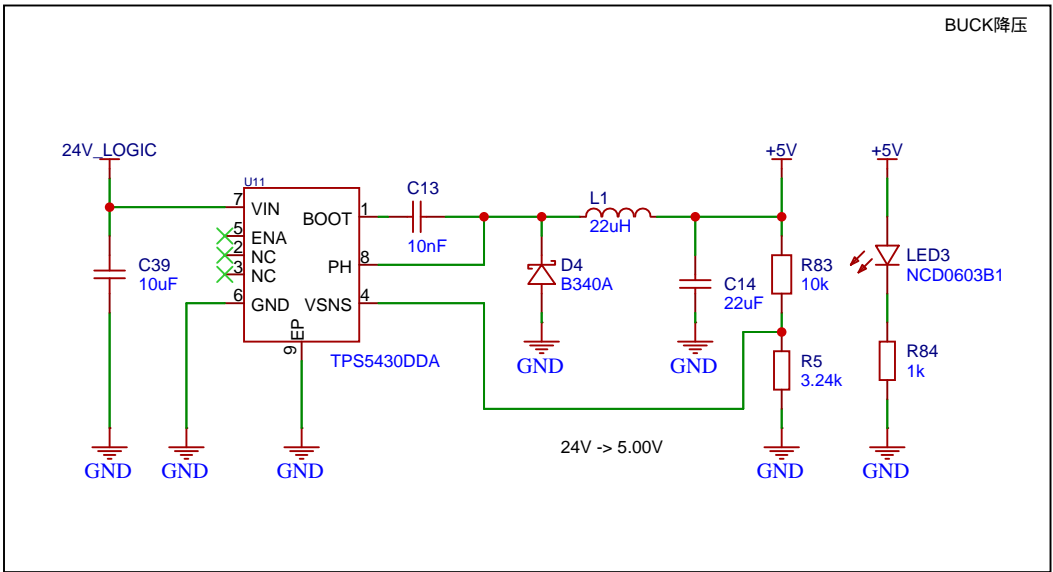 BUCK降压
24V_LOGIC
+5V
+5V
U11
7
VIN
BOOT
1
C13
10nF
L1
22uH
5
ENA
2
NC
3
NC
PH
8
6
GND
VSNS
4
EP
9
TPS5430DDA
C39
10uF
D4
B340A
C14
22uF
R83
10k
LED3
NCD0603B1
R5
3.24k
R84
1k
GND
GND
24V -> 5.00V
GND
GND
GND
GND
GND